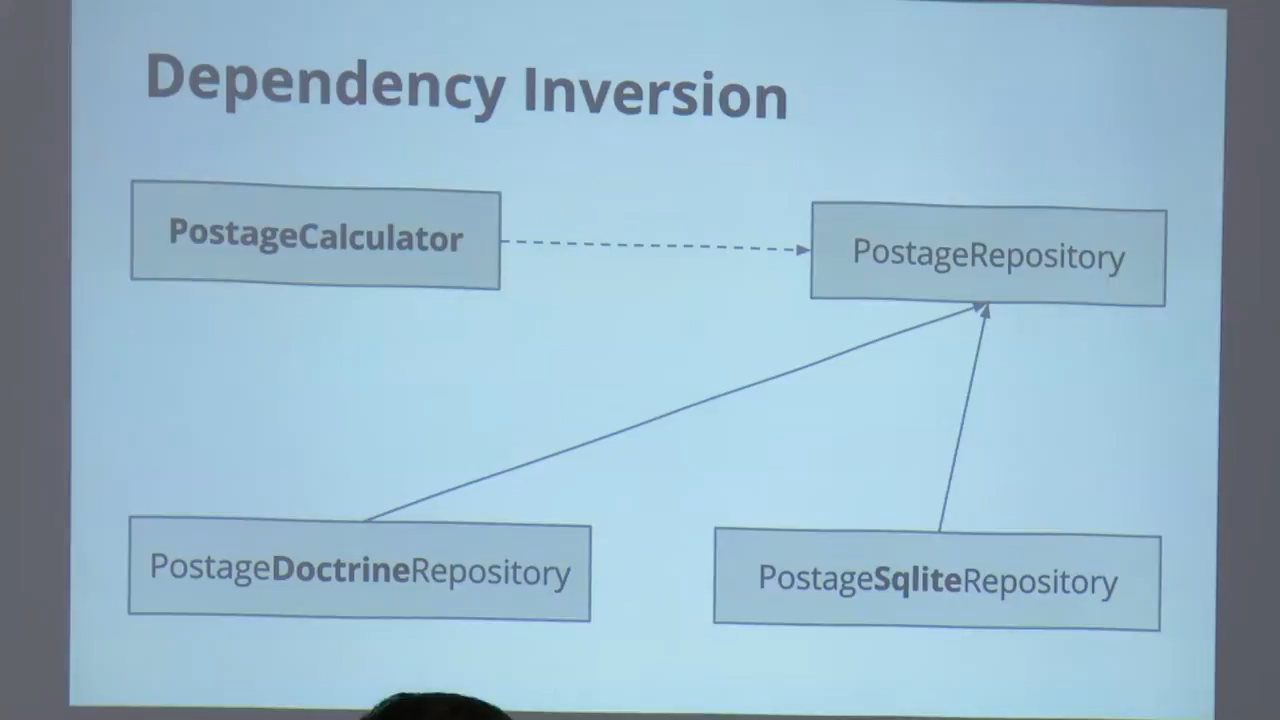 Dependency Inversion
PostageCalculator
PostageRepository
PostageDoctrineRepository
PostageSqliteRepository